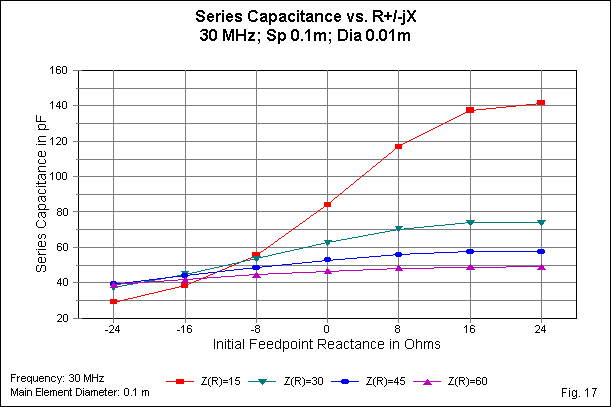 Series Capacitance vs. R+/-jX
30 MHz; Sp 0.1m; Dia 0.01m
Series Capacitance in pF
160
140
120
100
80
60
40
20
-24
-16
-8
0
8
16
24
Initial Feedpoint Reactance in Ohms
Frequency: 30 MHz
Main Element Diameter: 0.1 m
Z(R)=15
Z(R)=30
Z(R)=45
Z(R)=60
Fig. 17